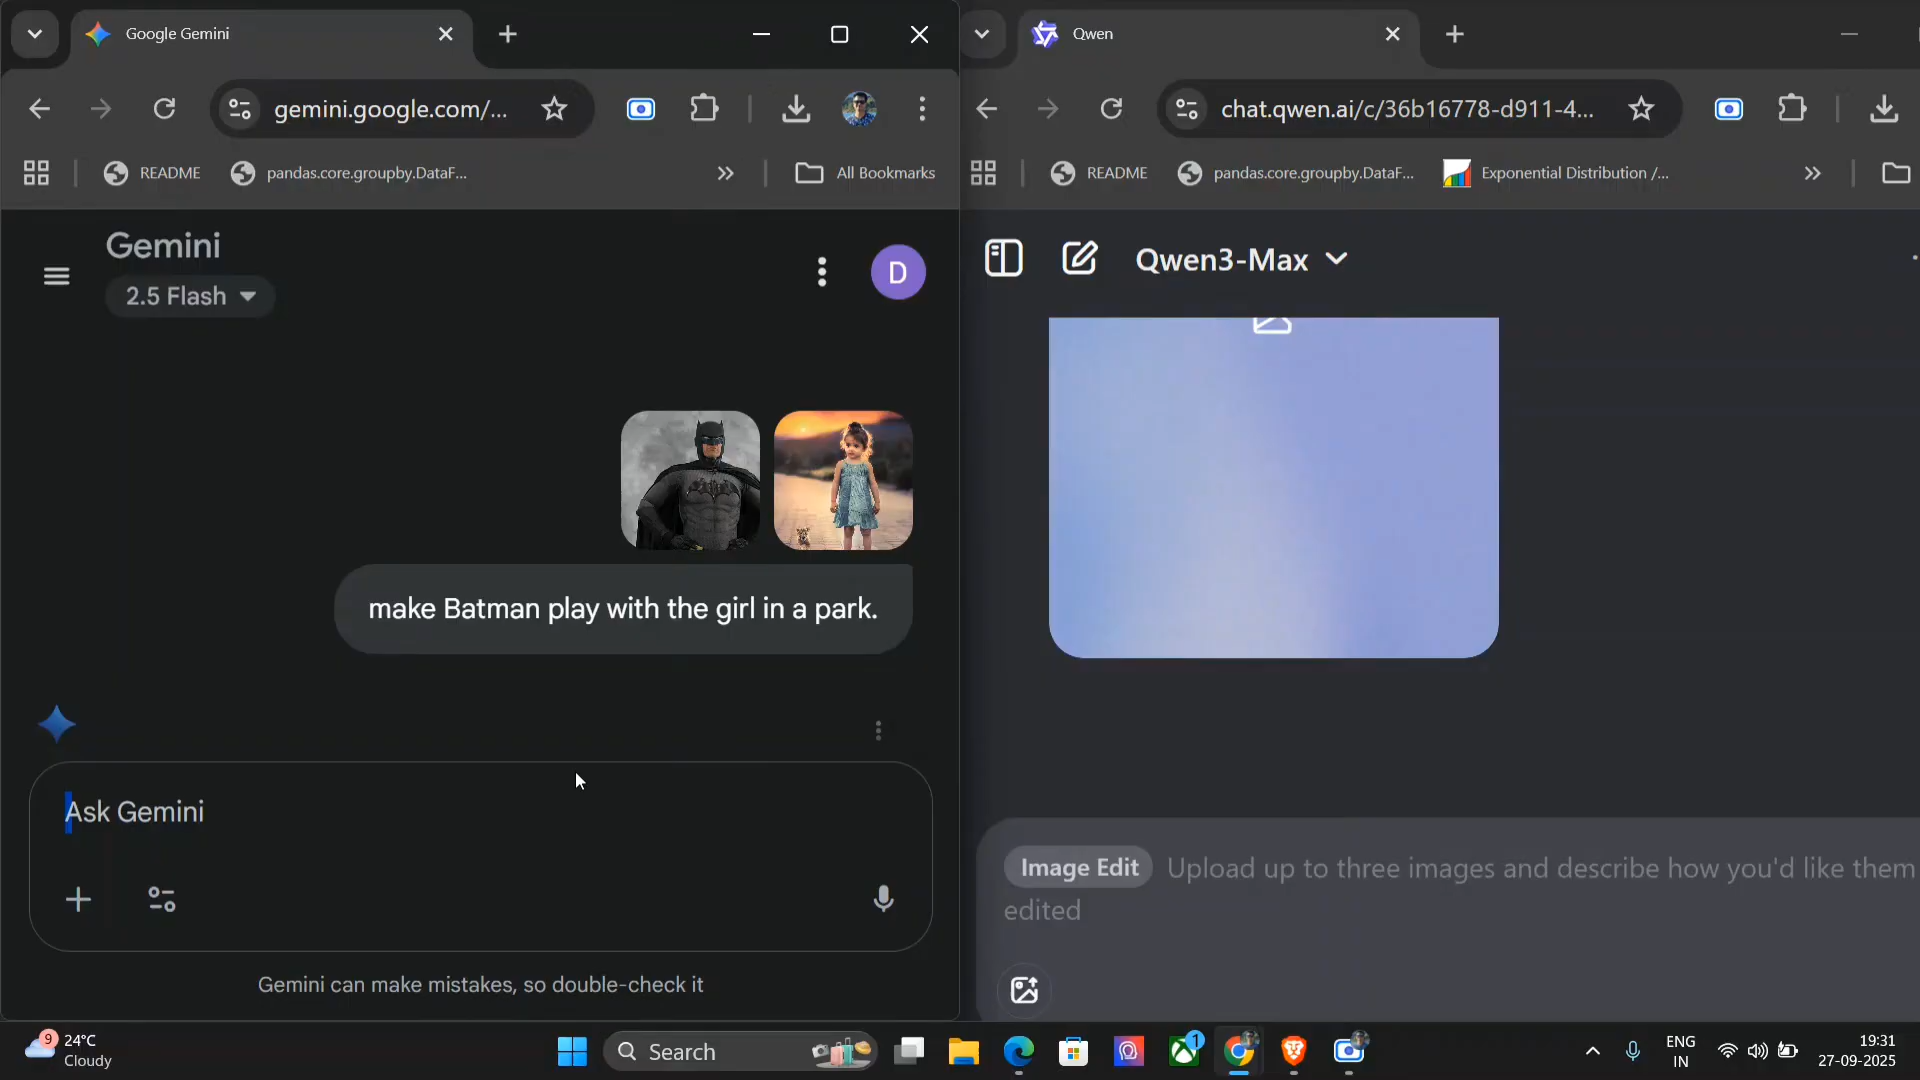 Google Gemini
gemini.google.com/...
README
pandas.core.groupby.DataF...
All Bookmarks
Gemini
2.5 Flash
D
make Batman play with the girl in a park.
Ask Gemini
Gemini can make mistakes, so double-check it
Qwen
chat.qwen.ai/c/36b16778-d911-4...
README
pandas.core.groupby.DataF...
Exponential Distribution /...
Qwen3-Max
Image Edit Upload up to three images and describe how you'd like them
edited
9
24°C
Cloudy
Search
1
ENG
IN
19:31
27-09-2025